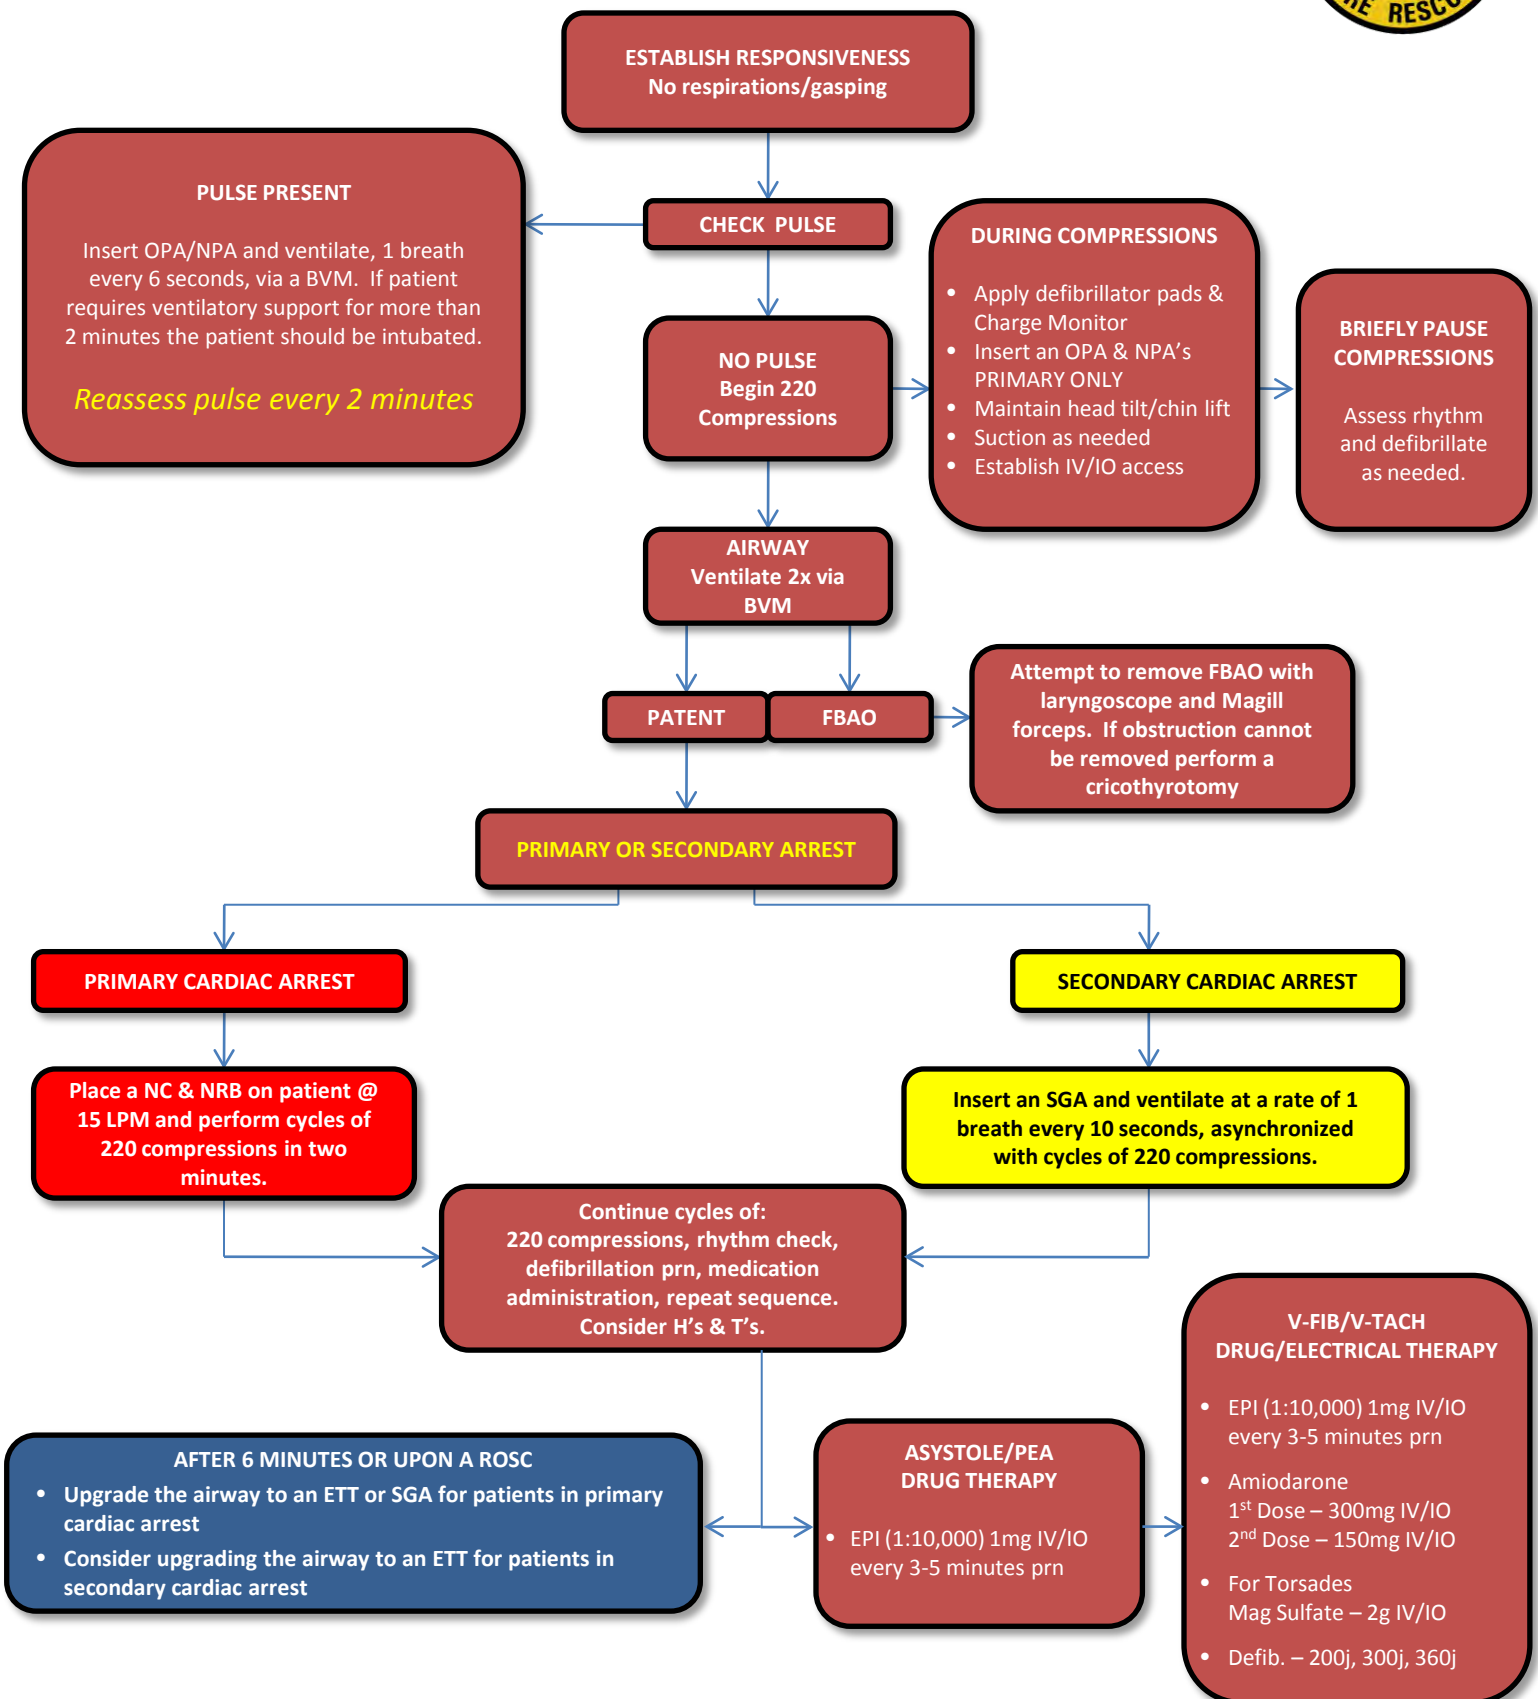 RE RESCU
ESTABLISH RESPONSIVENESS
No respirations/gasping
PULSE PRESENT
Insert OPA/NPA and ventilate, 1 breath
every 6 seconds, via a BVM. If patient
requires ventilatory support for more than
2 minutes the patient should be intubated.
Reassess pulse every 2 minutes
CHECK PULSE
NO PULSE
Begin 220
Compressions
DURING COMPRESSIONS
• Apply defibrillator pads &
Charge Monitor
• Insert an OPA & NPA's
PRIMARY ONLY
• Maintain head tilt/chin lift
• Suction as needed
• Establish IV/IO access
BRIEFLY PAUSE
COMPRESSIONS
Assess rhythm
and defibrillate
as needed.
AIRWAY
Ventilate 2x via
BVM
PATENT
FBAO
Attempt to remove FBAO with
laryngoscope and Magill
forceps. If obstruction cannot
be removed perform a
cricothyrotomy
PRIMARY OR SECONDARY ARREST
PRIMARY CARDIAC ARREST
SECONDARY CARDIAC ARREST
Place a NC & NRB on patient @
15 LPM and perform cycles of
220 compressions in two
minutes.
Insert an SGA and ventilate at a rate of 1
breath every 10 seconds, asynchronized
with cycles of 220 compressions.
Continue cycles of:
220 compressions, rhythm check,
defibrillation prn, medication
administration, repeat sequence.
Consider H's & T's.
AFTER 6 MINUTES OR UPON A ROSC
• Upgrade the airway to an ETT or SGA for patients in primary
cardiac arrest
• Consider upgrading the airway to an ETT for patients in
secondary cardiac arrest
ASYSTOLE/PEA
DRUG THERAPY
• EPI (1:10,000) 1mg IV/IO
every 3-5 minutes prn
V-FIB/V-TACH
DRUG/ELECTRICAL THERAPY
• EPI (1:10,000) 1mg IV/IO
every 3-5 minutes prn
• Amiodarone
1st Dose – 300mg IV/IO
2nd Dose – 150mg IV/IO
• For Torsades
Mag Sulfate – 2g IV/IO
• Defib. – 200j, 300j, 360j